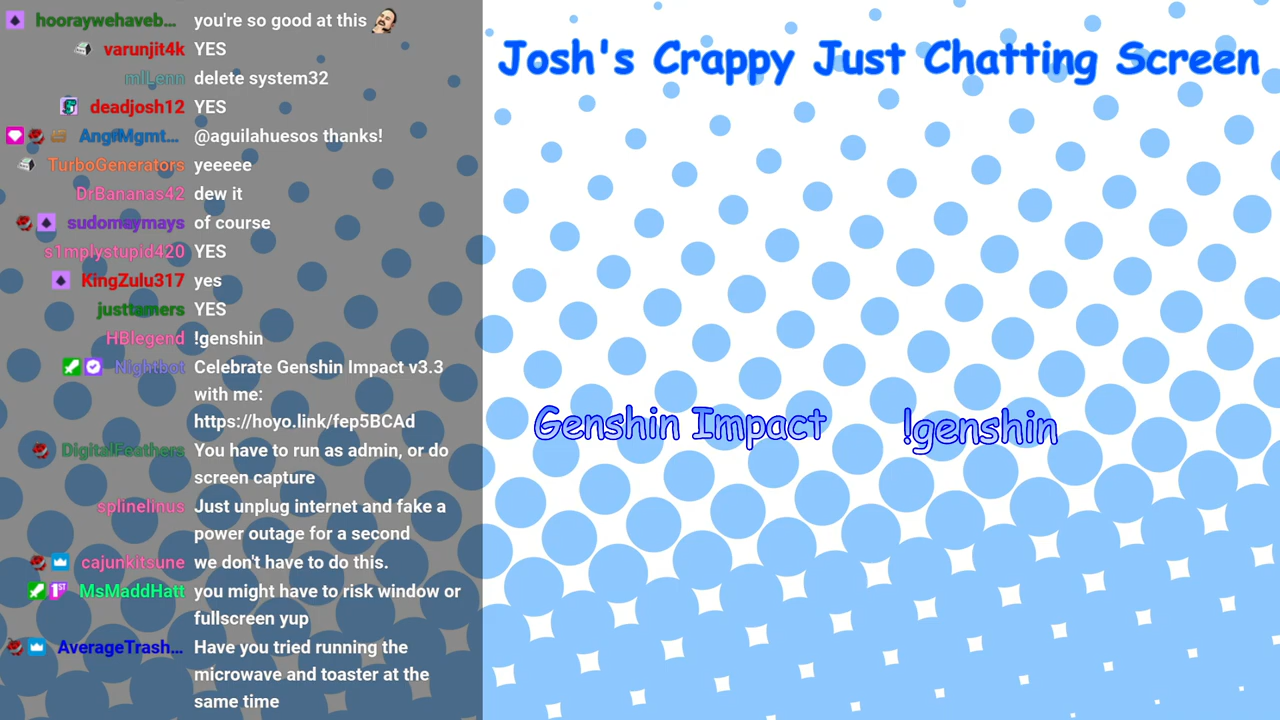 hooraywehaveb... you're so good at this
varunjit4k YES
mll_enn delete system32
deadjosh12 YES
AngrMgmt... @aguilahuesos thanks!
TurboGenerators yeeeee
DrBananas42 dew it
sudomaymays of course
s1mplystupid420 YES
KingZulu317 yes
justtamers YES
HBlegend !genshin
Nightbot Celebrate Genshin Impact v3.3
with me:
https://hoyo.link/fep5BCAd
DigitalFeathers You have to run as admin, or do
screen capture
splinelinus Just unplug internet and fake a
power outage for a second
cajunkitsune we don't have to do this.
MsMaddHatt you might have to risk window or
fullscreen yup
AverageTrash... Have you tried running the
microwave and toaster at the
same time
Josh's Crappy Just Chatting Screen
Genshin Impact
!genshin